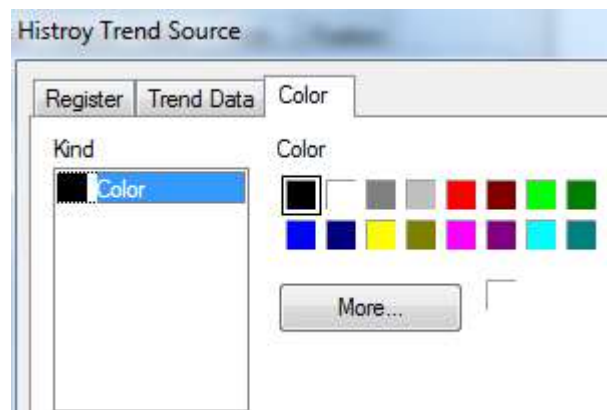 Histroy Trend Source
Register Trend Data Color
Kind Color
Color
More...